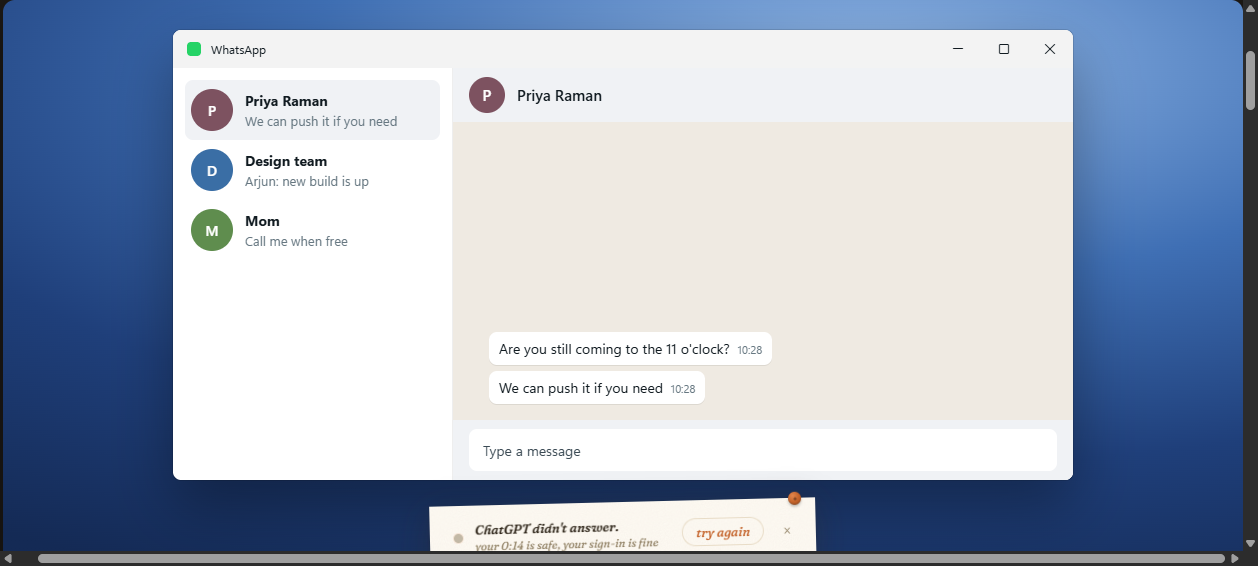 WhatsApp
P
Priya Raman
We can push it if you need
D
Design team
Arjun: new build is up
M
Mom
Call me when free
P
Priya Raman
Are you still coming to the 11 o'clock? 10:28
We can push it if you need 10:28
Type a message
ChatGPT didn't answer.
your 0:14 is safe, your sign-in is fine
try again
×